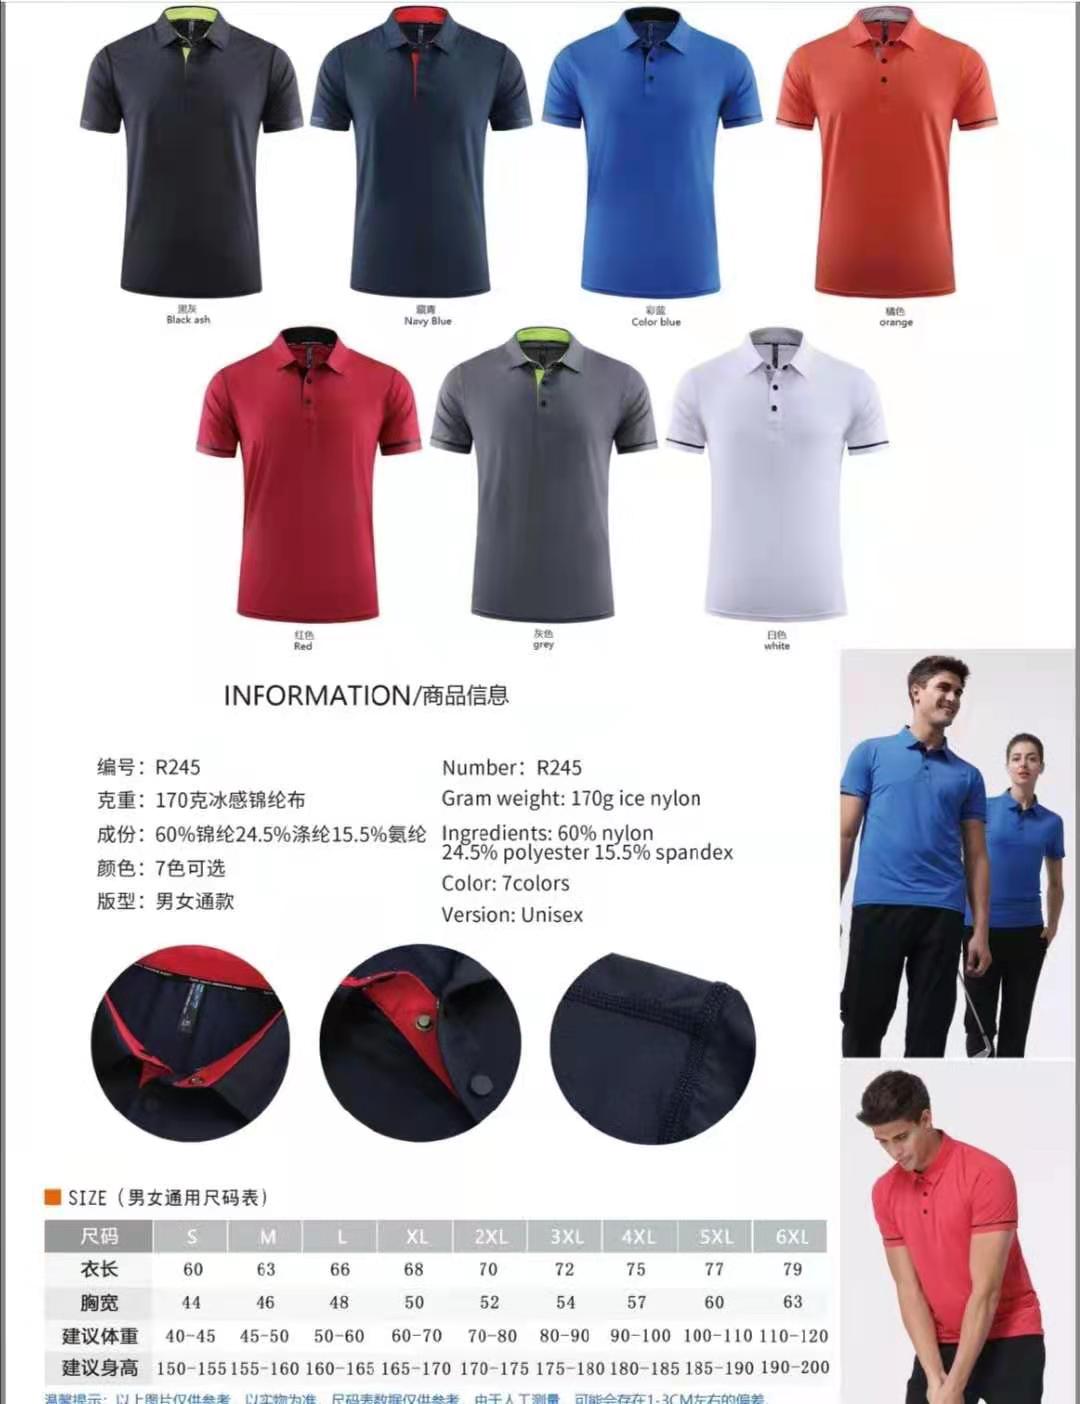 黑灰
Black ash
藏青
Navy Blue
彩蓝
Color blue
橘色
orange
红色
Red
灰色
grey
白色
white
INFORMATION/商品信息
编号：R245
克重：170克冰感锦纶布
成份：60%锦纶24.5%涤纶15.5%氨纶
颜色：7色可选
版型：男女通款
Number：R245
Gram weight: 170g ice nylon
Ingredients: 60% nylon
24.5% polyester 15.5% spandex
Color: 7colors
Version: Unisex
SIZE（男女通用尺码表）
尺码 S M L XL 2XL 3XL 4XL 5XL 6XL
衣长 60 63 66 68 70 72 75 77 79
胸宽 44 46 48 50 52 54 57 60 63
建议体重 40-45 45-50 50-60 60-70 70-80 80-90 90-100 100-110 110-120
建议身高 150-155 155-160 160-165 165-170 170-175 175-180 180-185 185-190 190-200
温馨提示：以上图片仅供参考，以实物为准，尺码表数据仅供参考，由于人工测量，可能会存在1-3CM左右的偏差。